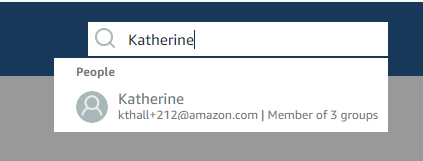 Katherine
People
Katherine
kthall+212@amazon.com | Member of 3 groups